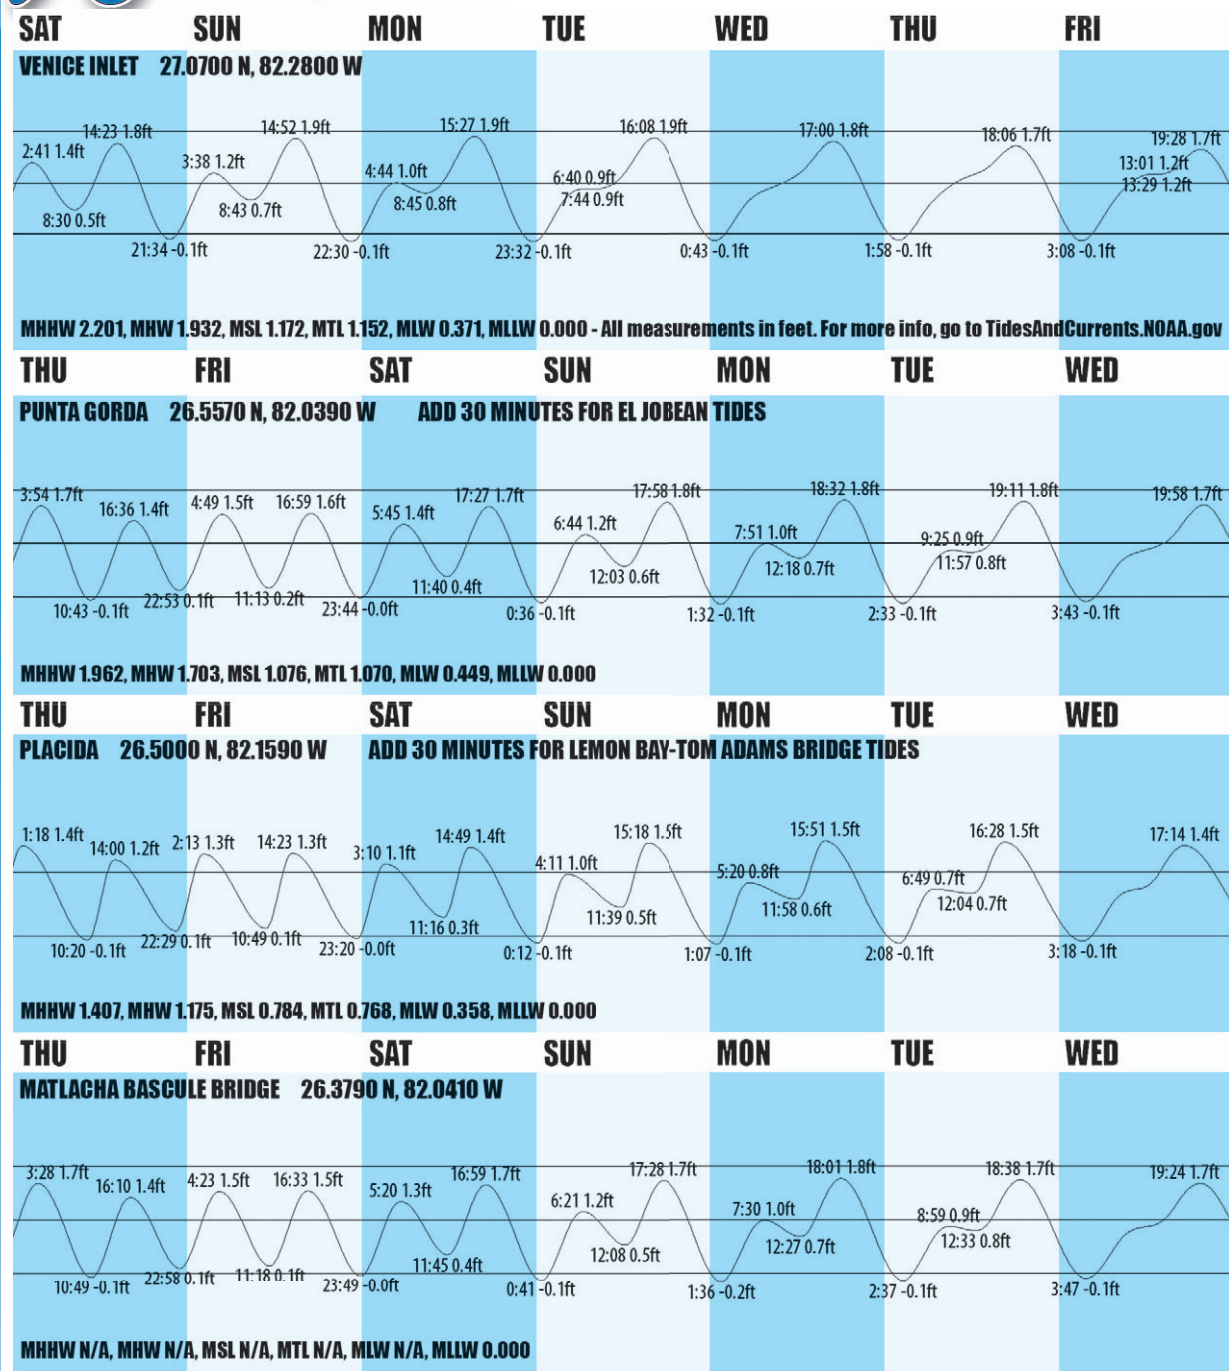 SAT SUN MON TUE WED THU FRI
VENICE INLET 27.0700 N, 82.2800 W
14:23 1.8ft 14:52 1.9ft 15:27 1.9ft 16:08 1.9ft 17:00 1.8ft 18:06 1.7ft 19:28 1.7ft
2:41 1.4ft 3:38 1.2ft 4:44 1.0ft 6:40 0.9ft 13:01 1.2ft
8:30 0.5ft 8:43 0.7ft 8:45 0.8ft 7:44 0.9ft 13:29 1.2ft
21:34 -0.1ft 22:30 -0.1ft 23:32 -0.1ft 0:43 -0.1ft 1:58 -0.1ft 3:08 -0.1ft
MHHW 2.201, MHW 1.932, MSL 1.172, MTL 1.152, MLW 0.371, MLLW 0.000 - All measurements in feet. For more info, go to TidesAndCurrents.NOAA.gov
THU FRI SAT SUN MON TUE WED
PUNTA GORDA 26.5570 N, 82.0390 W ADD 30 MINUTES FOR EL JOBEAN TIDES
3:54 1.7ft 16:36 1.4ft 4:49 1.5ft 16:59 1.6ft 5:45 1.4ft 17:27 1.7ft 6:44 1.2ft 17:58 1.8ft 7:51 1.0ft 18:32 1.8ft 9:25 0.9ft 19:11 1.8ft 19:58 1.7ft
10:43 -0.1ft 22:53 0.1ft 11:13 0.2ft 23:44 -0.0ft 11:40 0.4ft 0:36 -0.1ft 12:03 0.6ft 1:32 -0.1ft 12:18 0.7ft 2:33 -0.1ft 11:57 0.8ft 3:43 -0.1ft
MHHW 1.962, MHW 1.703, MSL 1.076, MTL 1.070, MLW 0.449, MLLW 0.000
THU FRI SAT SUN MON TUE WED
PLACIDA 26.5000 N, 82.1590 W ADD 30 MINUTES FOR LEMON BAY-TOM ADAMS BRIDGE TIDES
1:18 1.4ft 14:00 1.2ft 2:13 1.3ft 14:23 1.3ft 3:10 1.1ft 14:49 1.4ft 4:11 1.0ft 15:18 1.5ft 5:20 0.8ft 15:51 1.5ft 6:49 0.7ft 16:28 1.5ft 17:14 1.4ft
10:20 -0.1ft 22:29 0.1ft 10:49 0.1ft 23:20 -0.0ft 11:16 0.3ft 0:12 -0.1ft 11:39 0.5ft 1:07 -0.1ft 11:58 0.6ft 2:08 -0.1ft 12:04 0.7ft 3:18 -0.1ft
MHHW 1.407, MHW 1.175, MSL 0.784, MTL 0.768, MLW 0.358, MLLW 0.000
THU FRI SAT SUN MON TUE WED
MATLACHA BASCULE BRIDGE 26.3790 N, 82.0410 W
3:28 1.7ft 16:10 1.4ft 4:23 1.5ft 16:33 1.5ft 5:20 1.3ft 16:59 1.7ft 6:21 1.2ft 17:28 1.7ft 7:30 1.0ft 18:01 1.8ft 8:59 0.9ft 18:38 1.7ft 19:24 1.7ft
10:49 -0.1ft 22:58 0.1ft 11:18 0.1ft 23:49 -0.0ft 11:45 0.4ft 0:41 -0.1ft 12:08 0.5ft 1:36 -0.2ft 12:27 0.7ft 2:37 -0.1ft 12:33 0.8ft 3:47 -0.1ft
MHHW N/A, MHW N/A, MSL N/A, MTL N/A, MLW N/A, MLLW 0.000